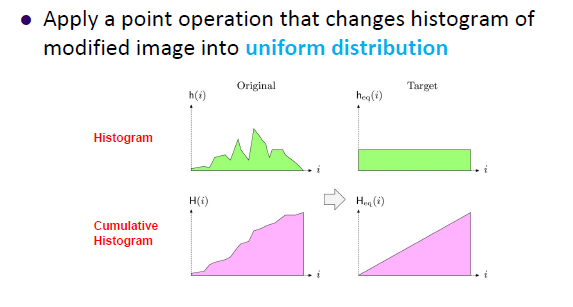 ● Apply a point operation that changes histogram of
modified image into uniform distribution
Original
Target
h(i)
heq(i)
Histogram
i
i
H(i)
Heq(i)
Cumulative
Histogram
i
i